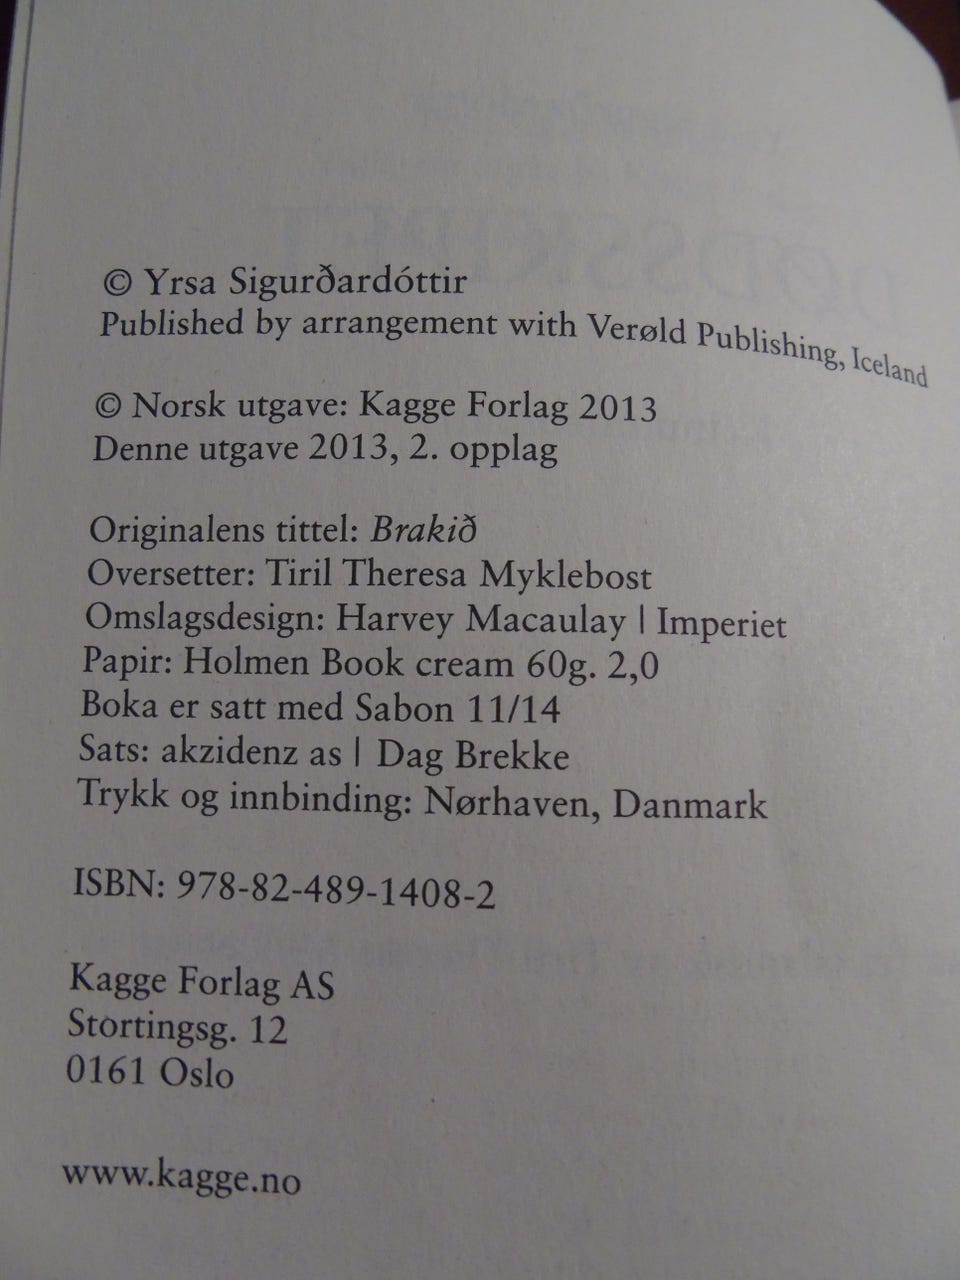 © Yrsa Sigurðardóttir
Published by arrangement with Verøld Publishing, Iceland
© Norsk utgave: Kagge Forlag 2013
Denne utgave 2013, 2. opplag
Originalens tittel: Brakið
Oversetter: Tiril Theresa Myklebost
Omslagsdesign: Harvey Macaulay | Imperiet
Papir: Holmen Book cream 60g. 2,0
Boka er satt med Sabon 11/14
Sats: akzidenz as | Dag Brekke
Trykk og innbinding: Nørhaven, Danmark
ISBN: 978-82-489-1408-2
Kagge Forlag AS
Stortingsg. 12
0161 Oslo
www.kagge.no